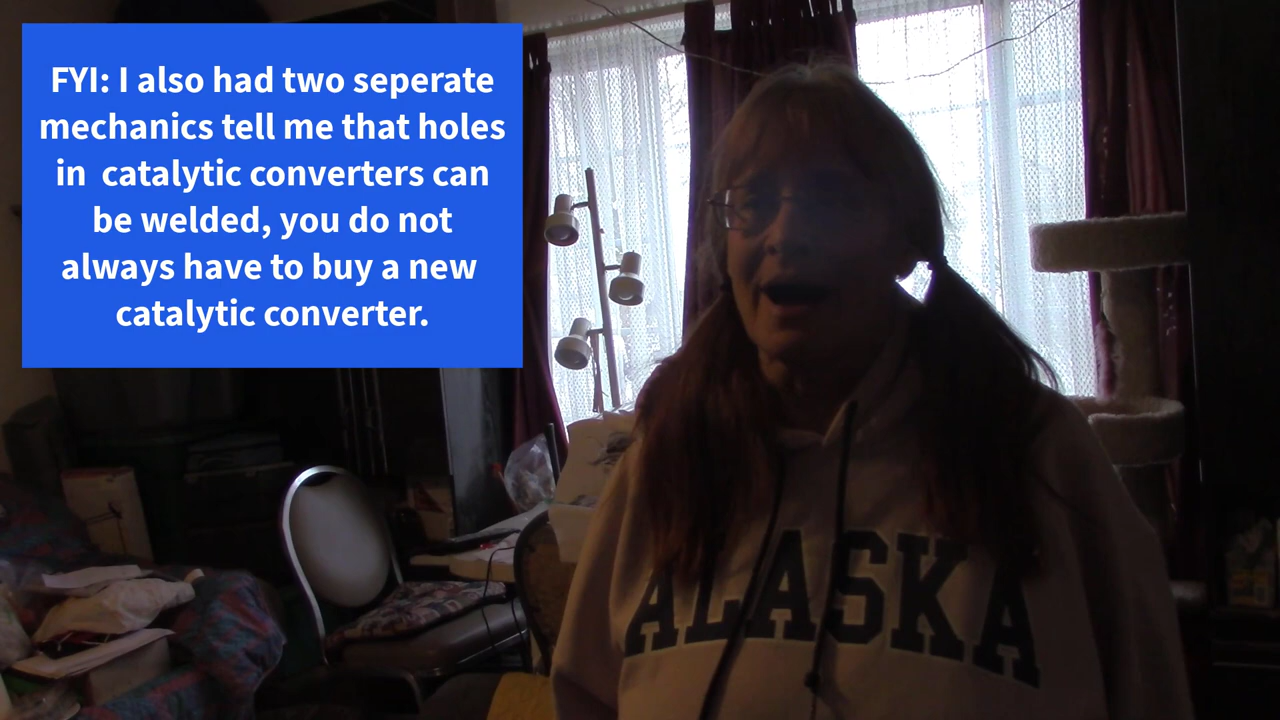 FYI: I also had two seperate
mechanics tell me that holes
in  catalytic converters can
be welded, you do not
always have to buy a new
catalytic converter.
ALASKA